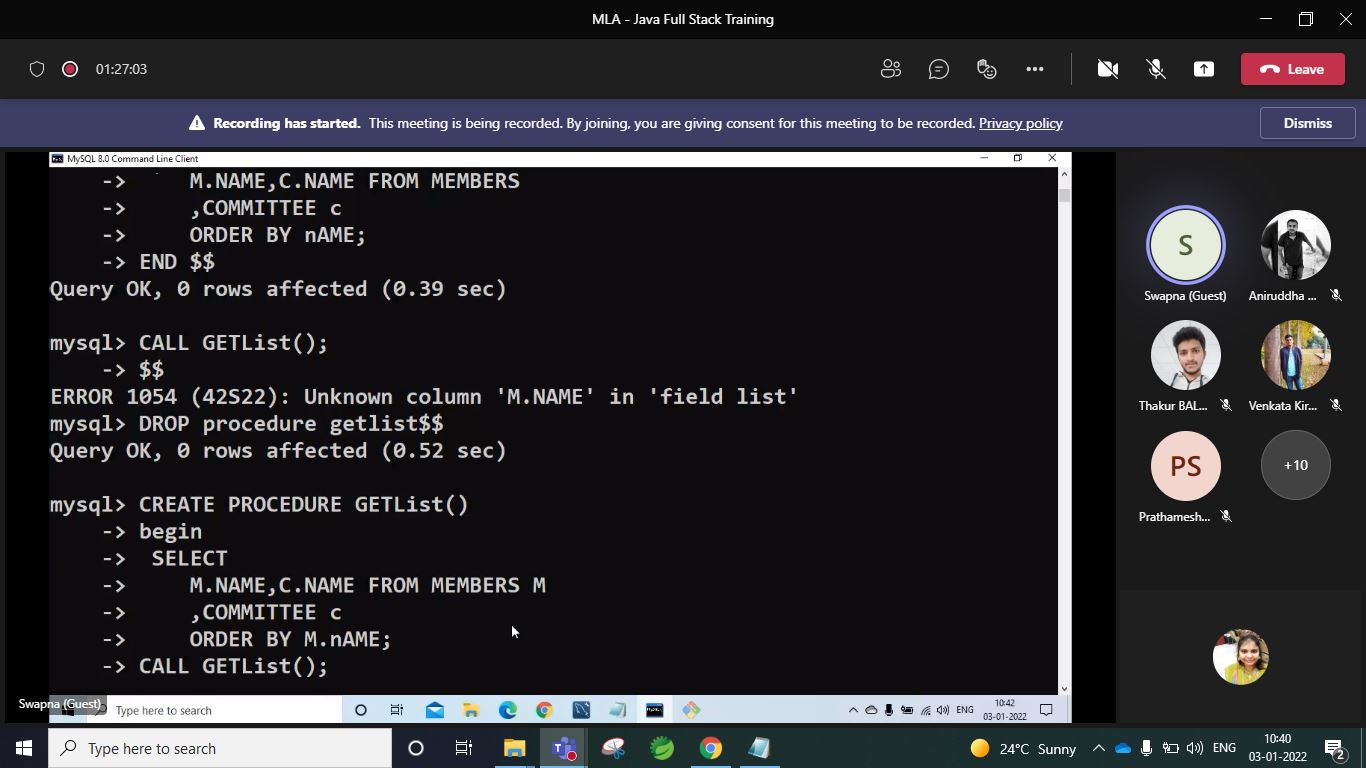 MLA - Java Full Stack Training
01:27:03
Leave
Recording has started. This meeting is being recorded. By joining, you are giving consent for this meeting to be recorded. Privacy policy
Dismiss
MySQL 8.0 Command Line Client
-> M.NAME,C.NAME FROM MEMBERS
-> ,COMMITTEE c
-> ORDER BY nAME;
-> END $$
Query OK, 0 rows affected (0.39 sec)
mysql> CALL GETList();
-> $$
ERROR 1054 (42S22): Unknown column 'M.NAME' in 'field list'
mysql> DROP procedure getlist$$
Query OK, 0 rows affected (0.52 sec)
mysql> CREATE PROCEDURE GETList()
-> begin
-> SELECT
-> M.NAME,C.NAME FROM MEMBERS M
-> ,COMMITTEE c
-> ORDER BY M.nAME;
-> CALL GETList();
S
Swapna (Guest)
Aniruddha ...
Thakur BAL...
Venkata Kir...
PS
+10
Prathamesh...
Swapna (Guest)
Type here to search
ENG
10:42
03-01-2022
Type here to search
24°C Sunny
ENG
10:40
03-01-2022
2